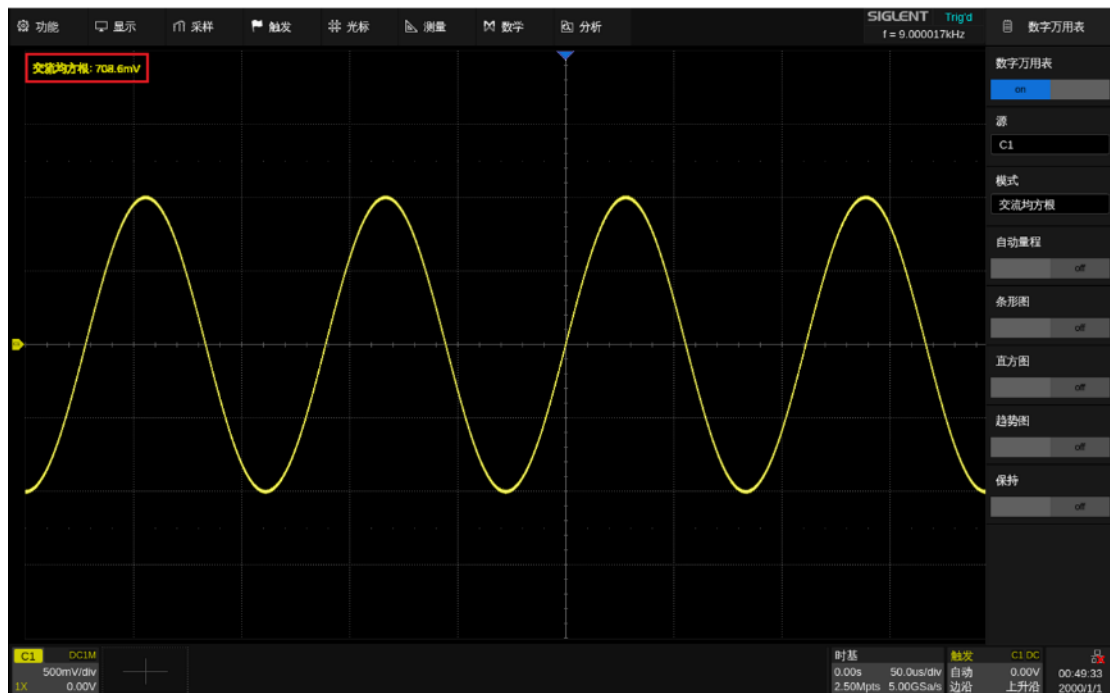 功能 显示 采样 触发 光标 测量 数学 分析
SIGLENT Trig'd
f = 9.000017kHz
数字万用表
交流均方根: 708.6mV
数字万用表
on
源
C1
模式
交流均方根
自动量程
off
条形图
off
直方图
off
趋势图
off
保持
off
C1 DC1M
500mV/div
1X 0.00V
时基
0.00s 50.0us/div
2.50Mpts 5.00GSa/s
触发 C1 DC
自动 0.00V
边沿 上升沿
00:49:33
2000/1/1